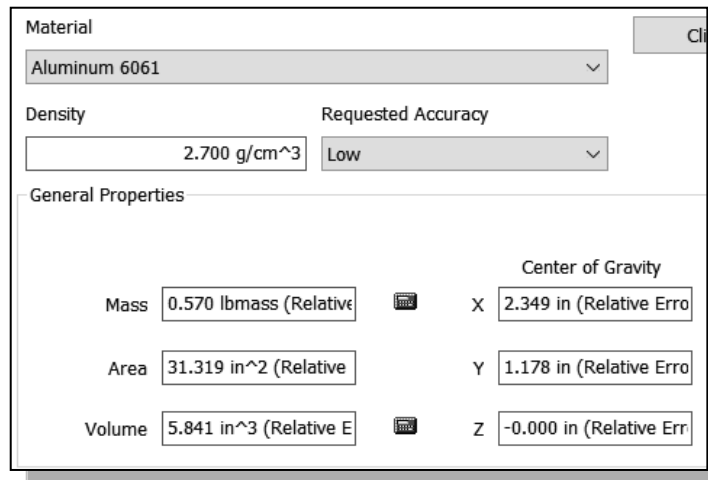 Material
Cli
Aluminum 6061
Density
Requested Accuracy
2.700 g/cm^3
Low
General Properties
Center of Gravity
Mass 0.570 lbmass (Relative
X 2.349 in (Relative Erro
Area 31.319 in^2 (Relative
Y 1.178 in (Relative Erro
Volume 5.841 in^3 (Relative E
Z -0.000 in (Relative Err